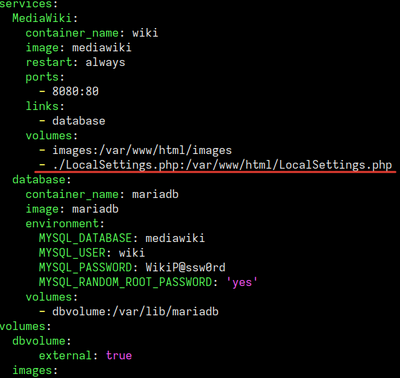 services:
  MediaWiki:
    container_name: wiki
    image: mediawiki
    restart: always
    ports:
      - 8080:80
    links:
      - database
    volumes:
      - images:/var/www/html/images
      - ./LocalSettings.php:/var/www/html/LocalSettings.php
  database:
    container_name: mariadb
    image: mariadb
    environment:
      MYSQL_DATABASE: mediawiki
      MYSQL_USER: wiki
      MYSQL_PASSWORD: WikiP@ssw0rd
      MYSQL_RANDOM_ROOT_PASSWORD: 'yes'
    volumes:
      - dbvolume:/var/lib/mariadb
volumes:
  dbvolume:
      external: true
  images: